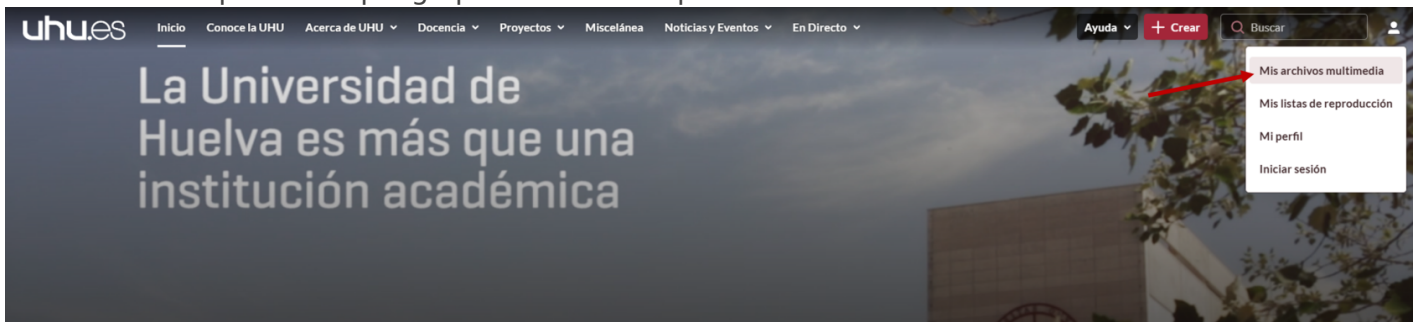 uhu.es Inicio Conoce la UHU Acerca de UHU Docencia Proyectos Miscelánea Noticias y Eventos En Directo Ayuda + Crear Buscar
Mis archivos multimedia
Mis listas de reproducción
Mi perfil
Iniciar sesión
La Universidad de
Huelva es más que una
institución académica